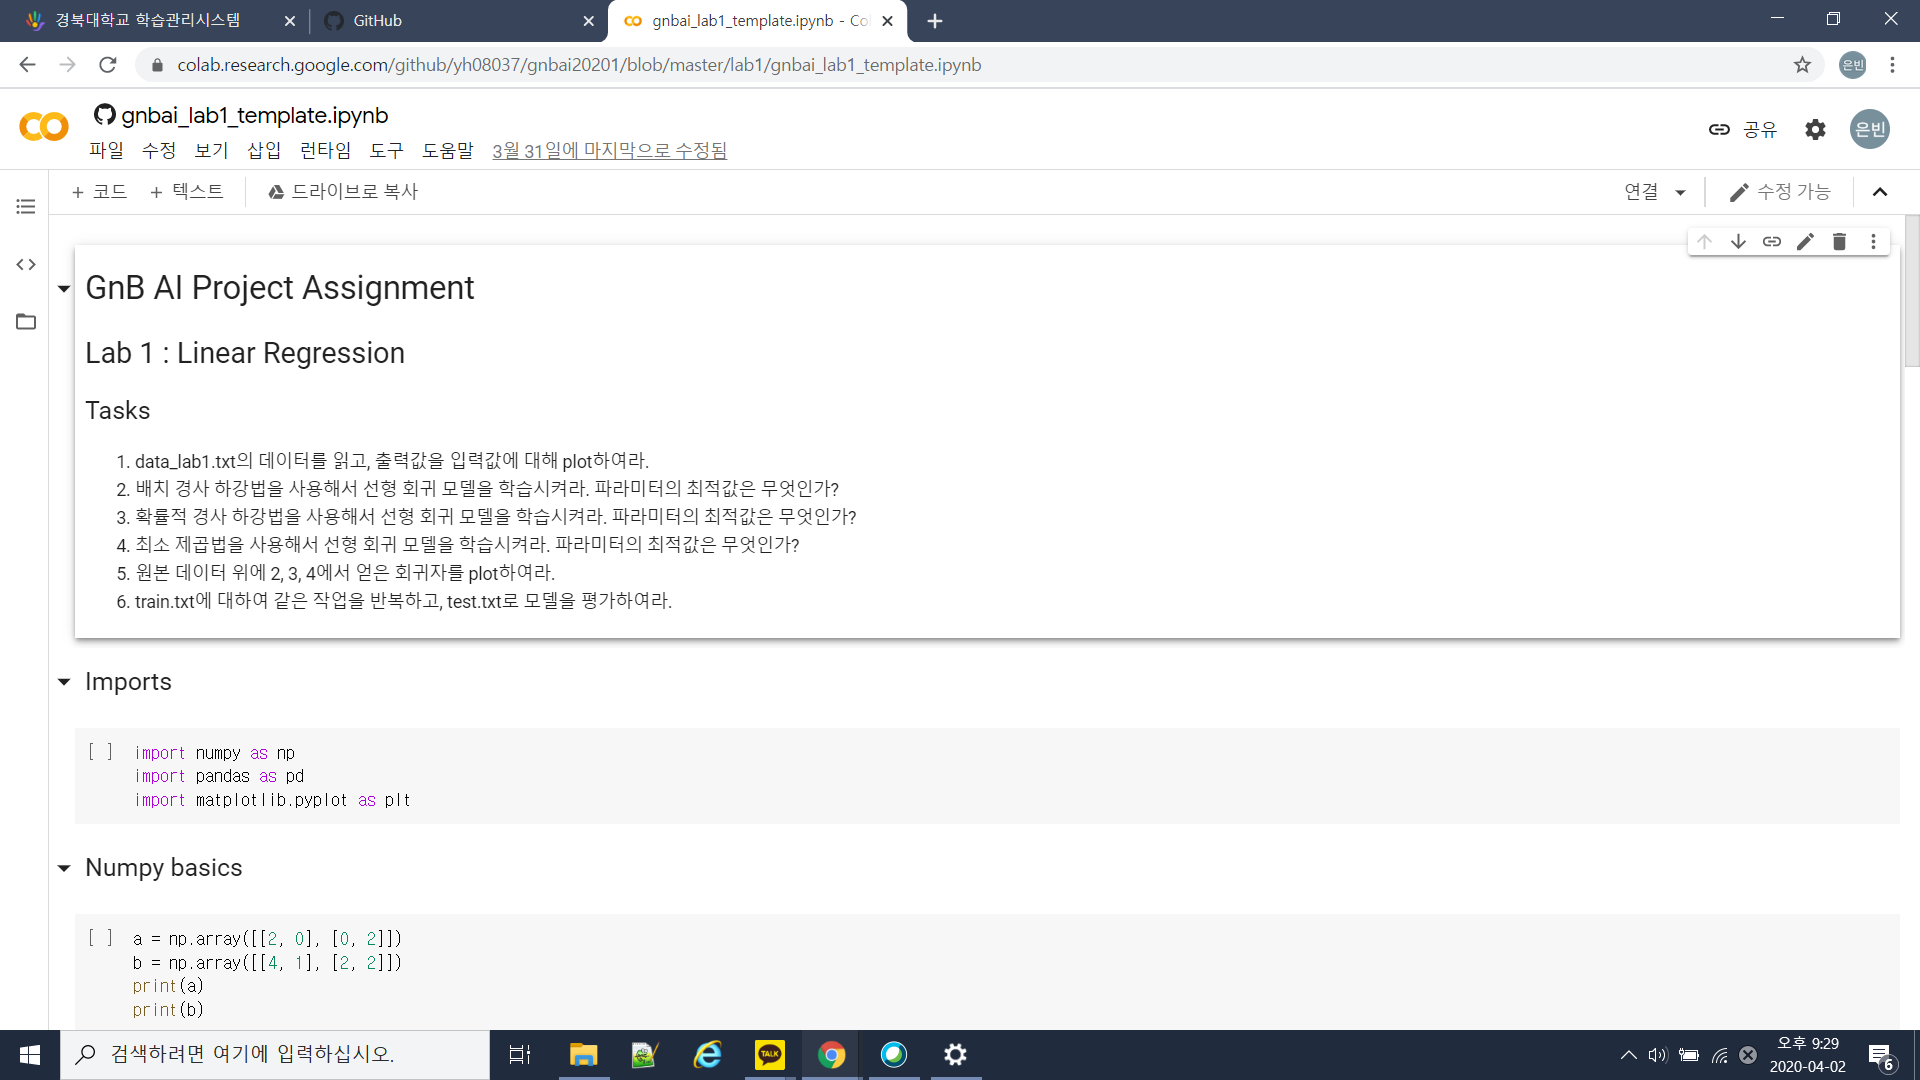 경북대학교 학습관리시스템
GitHub
gnbai_lab1_template.ipynb - Co
colab.research.google.com/github/yh08037/gnbai20201/blob/master/lab1/gnbai_lab1_template.ipynb
은빈
gnbai_lab1_template.ipynb
공유
은빈
파일 수정 보기 삽입 런타임 도구 도움말 3월 31일에 마지막으로 수정됨
+ 코드 + 텍스트 드라이브로 복사
연결 수정 가능
GnB AI Project Assignment
Lab 1 : Linear Regression
Tasks
1. data_lab1.txt의 데이터를 읽고, 출력값을 입력값에 대해 plot하여라.
2. 배치 경사 하강법을 사용해서 선형 회귀 모델을 학습시켜라. 파라미터의 최적값은 무엇인가?
3. 확률적 경사 하강법을 사용해서 선형 회귀 모델을 학습시켜라. 파라미터의 최적값은 무엇인가?
4. 최소 제곱법을 사용해서 선형 회귀 모델을 학습시켜라. 파라미터의 최적값은 무엇인가?
5. 원본 데이터 위에 2, 3, 4에서 얻은 회귀자를 plot하여라.
6. train.txt에 대하여 같은 작업을 반복하고, test.txt로 모델을 평가하여라.
Imports
[ ] import numpy as np
import pandas as pd
import matplotlib.pyplot as plt
Numpy basics
[ ] a = np.array([[2, 0], [0, 2]])
b = np.array([[4, 1], [2, 2]])
print(a)
print(b)
검색하려면 여기에 입력하십시오.
TALK
오후 9:29
2020-04-02
6